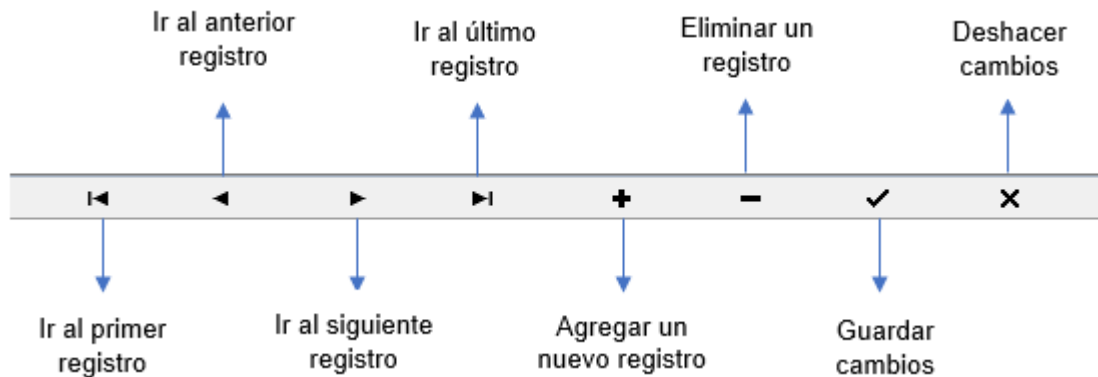 Ir al anterior
registro
Ir al último
registro
Eliminar un
registro
Deshacer
cambios
Ir al primer
registro
Ir al siguiente
registro
Agregar un
nuevo registro
Guardar
cambios